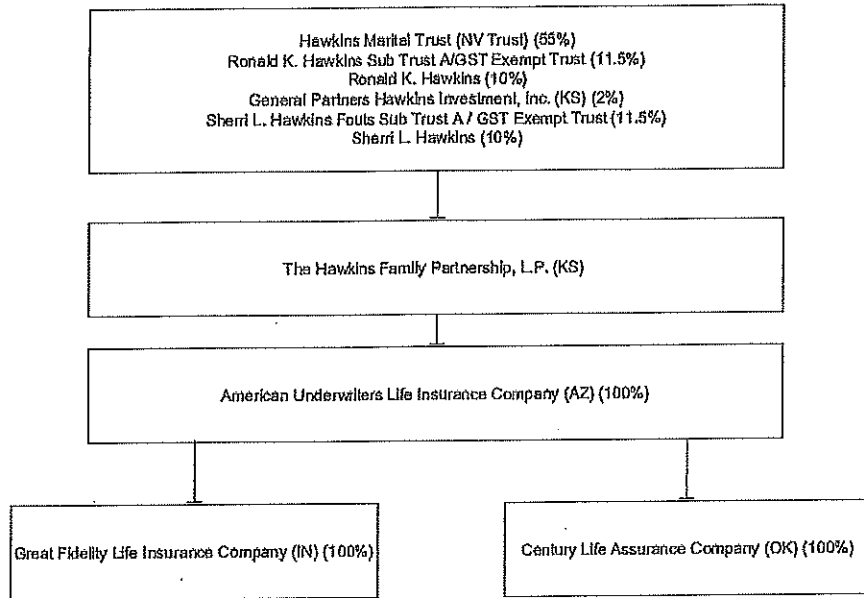 Hawkins Marital Trust (NV Trust) (55%)
Ronald K. Hawkins Sub Trust A/GST Exempt Trust (11.5%)
Ronald K. Hawkins (10%)
General Partners Hawkins Investment, Inc. (KS) (2%)
Sherri L. Hawkins Fouts Sub Trust A / GST Exempt Trust (11.5%)
Sherri L. Hawkins (10%)
The Hawkins Family Partnership, L.P. (KS)
American Underwriters Life Insurance Company (AZ) (100%)
Great Fidelity Life Insurance Company (IN) (100%)
Century Life Assurance Company (OK) (100%)